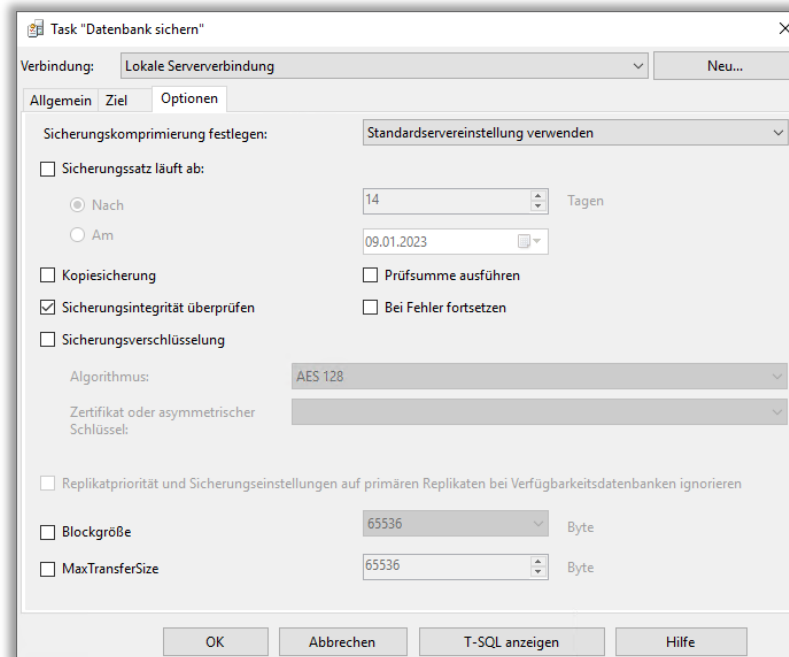 Task "Datenbank sichern"
Verbindung: Lokale Serververbindung Neu...
Allgemein Ziel Optionen
Sicherungskomprimierung festlegen: Standardservereinstellung verwenden
Sicherungssatz läuft ab:
Nach 14 Tagen
Am 09.01.2023
Kopiesicherung Prüfsumme ausführen
Sicherungsintegrität überprüfen Bei Fehler fortsetzen
Sicherungsverschlüsselung
Algorithmus: AES 128
Zertifikat oder asymmetrischer
Schlüssel:
Replikatpriorität und Sicherungseinstellungen auf primären Replikaten bei Verfügbarkeitsdatenbanken ignorieren
Blockgröße 65536 Byte
MaxTransferSize 65536 Byte
OK Abbrechen T-SQL anzeigen Hilfe